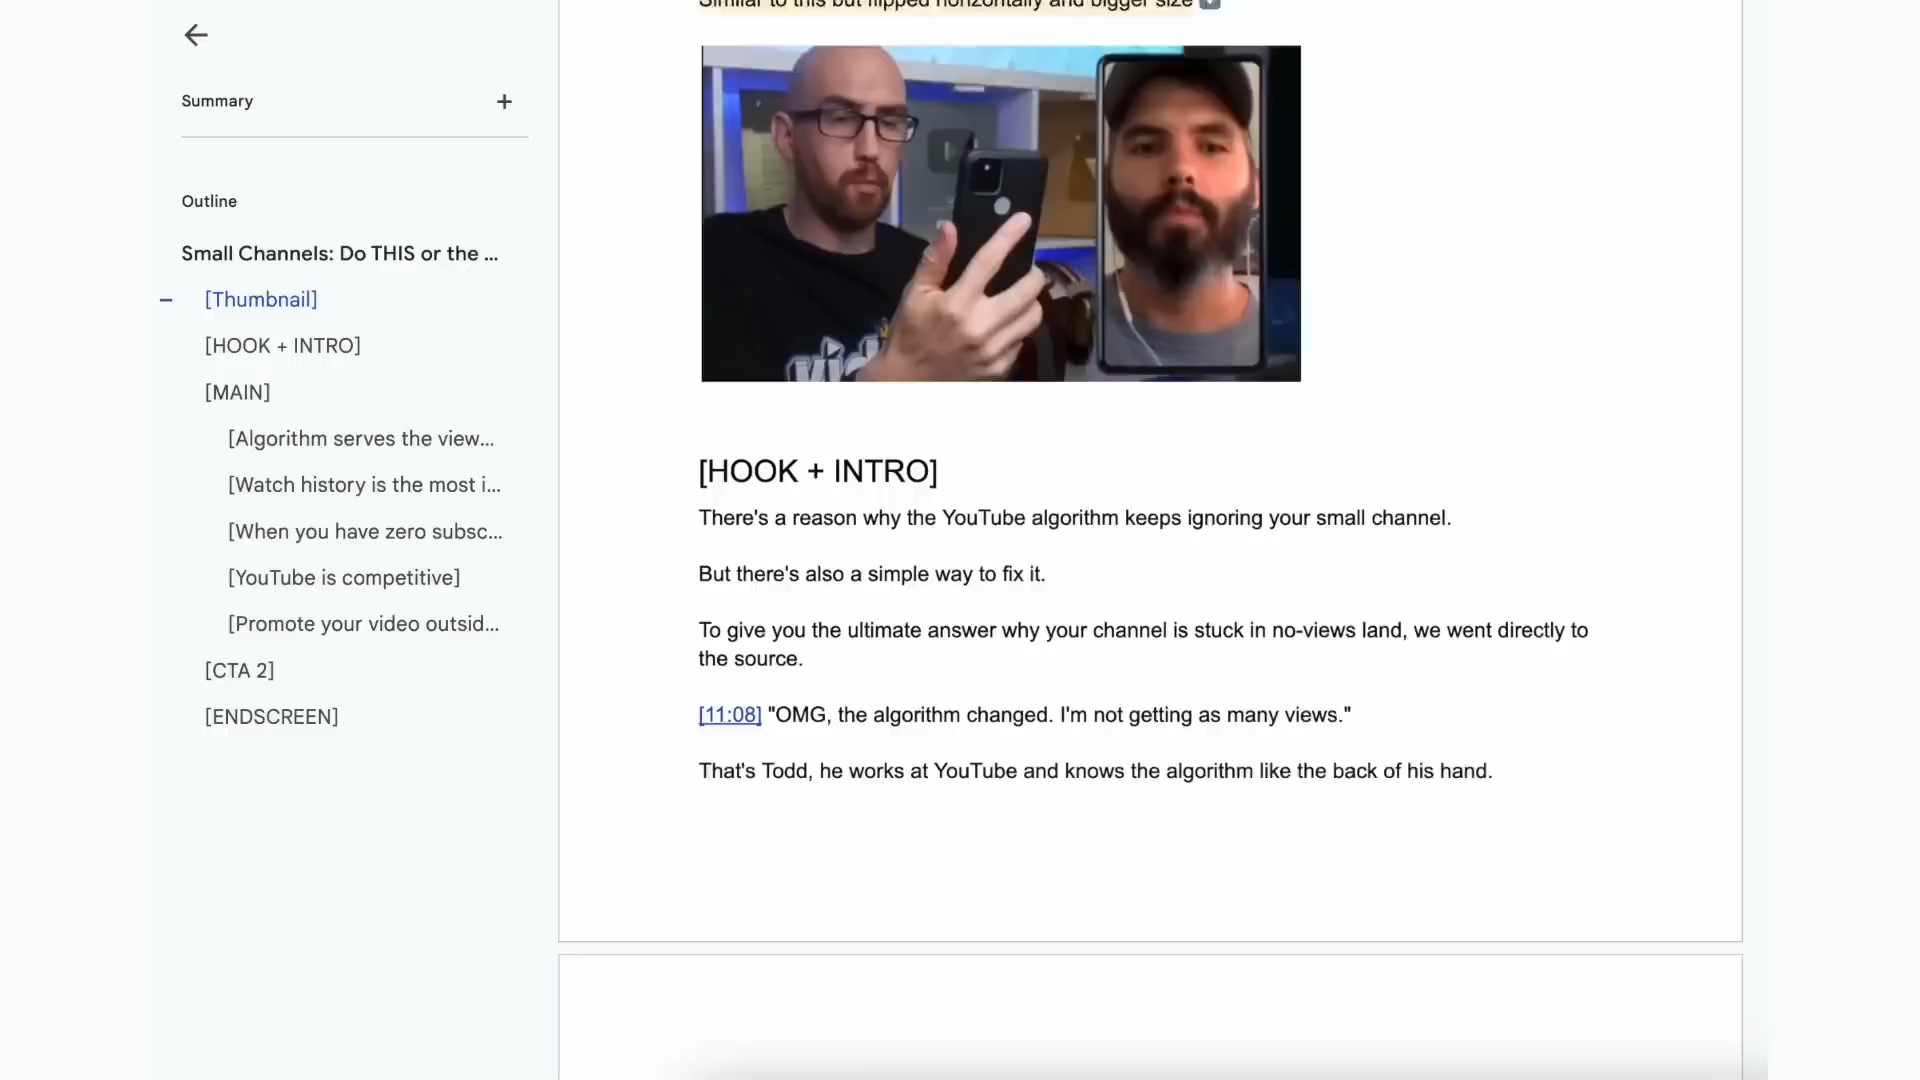 Similar to this but flipped horizontally and bigger size
Summary
Outline
Small Channels: Do THIS or the ...
[Thumbnail]
[HOOK + INTRO]
[MAIN]
[Algorithm serves the view...
[Watch history is the most i...
[When you have zero subsc...
[YouTube is competitive]
[Promote your video outsid...
[CTA 2]
[ENDSCREEN]
[HOOK + INTRO]
There's a reason why the YouTube algorithm keeps ignoring your small channel.
But there's also a simple way to fix it.
To give you the ultimate answer why your channel is stuck in no-views land, we went directly to
the source.
[11:08] "OMG, the algorithm changed. I'm not getting as many views."
That's Todd, he works at YouTube and knows the algorithm like the back of his hand.